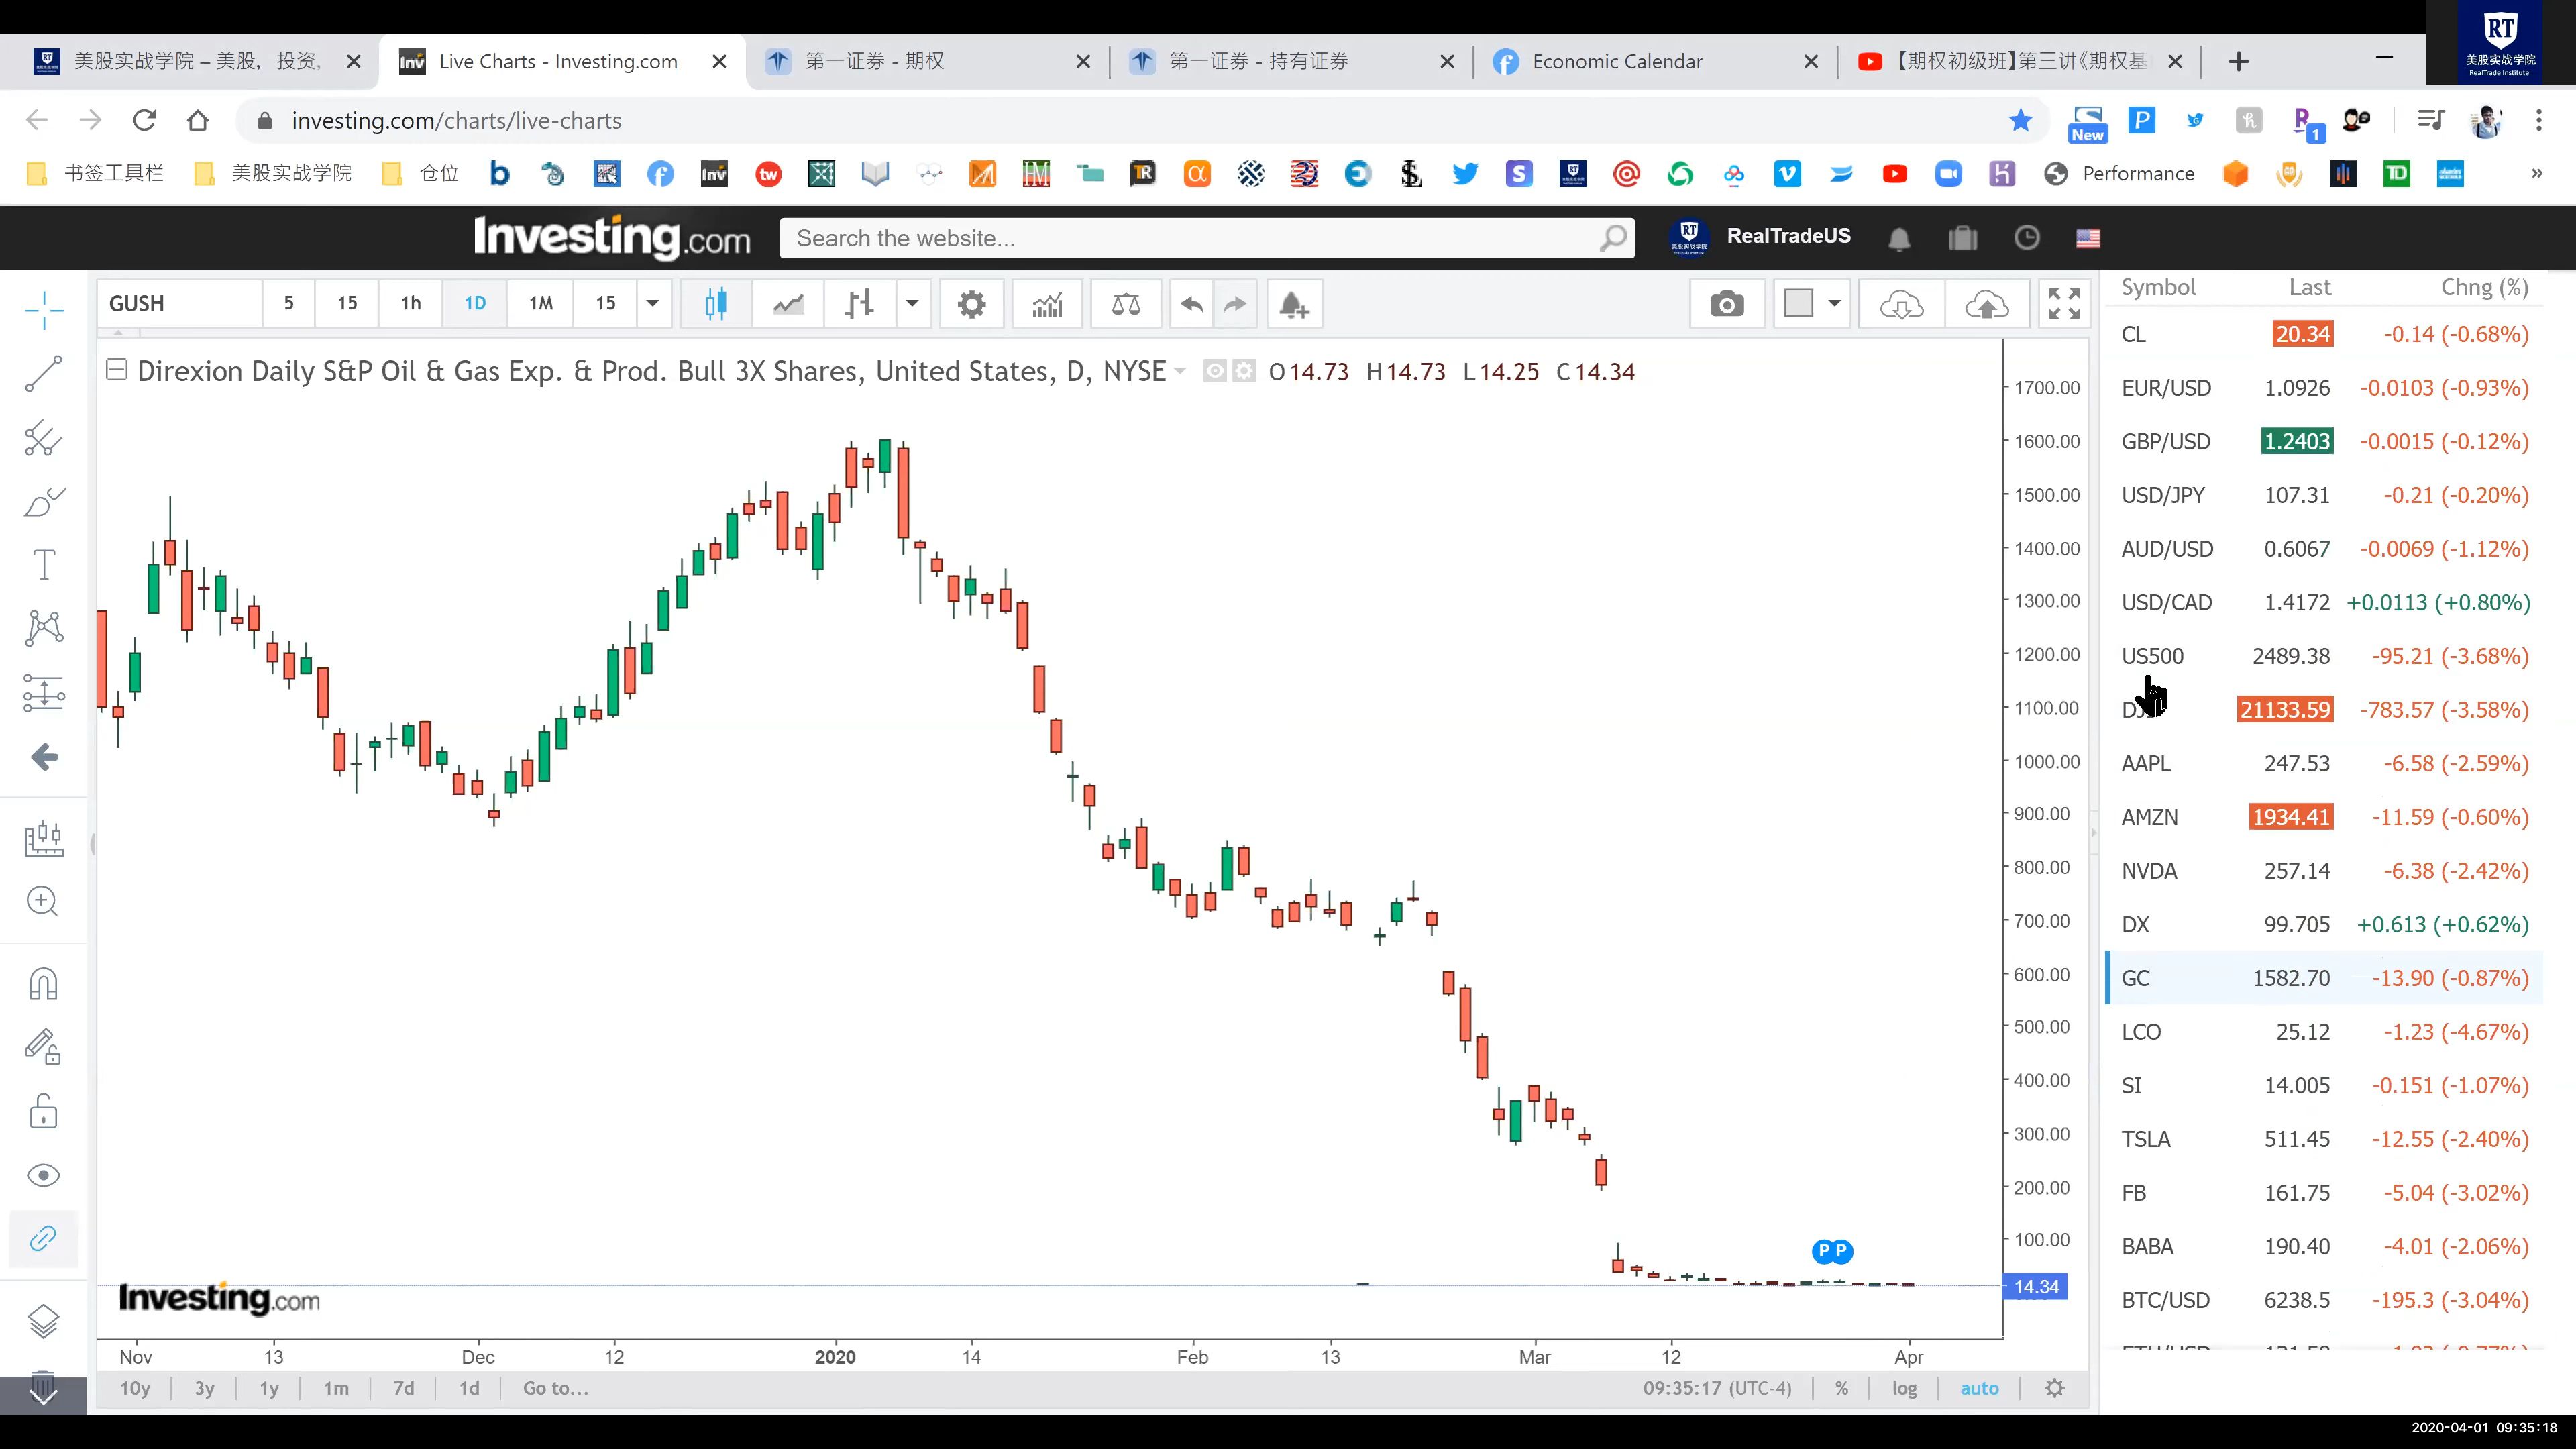 RT
美股实战学院
RealTrade Institute
美股实战学院 – 美股，投资,
Live Charts - Investing.com
第一证券 - 期权
第一证券 - 持有证券
Economic Calendar
【期权初级班】第三讲《期权基
investing.com/charts/live-charts
New
1
书签工具栏
美股实战学院
仓位
Performance
Investing.com
Search the website...
RealTradeUS
GUSH 5 15 1h 1D 1M 15
Direxion Daily S&P Oil & Gas Exp. & Prod. Bull 3X Shares, United States, D, NYSE O14.73 H14.73 L14.25 C14.34
1700.00
1600.00
1500.00
1400.00
1300.00
1200.00
1100.00
1000.00
900.00
800.00
700.00
600.00
500.00
400.00
300.00
200.00
100.00
14.34
P P
Investing.com
Nov 13 Dec 12 2020 14 Feb 13 Mar 12 Apr
10y 3y 1y 1m 7d 1d Go to... 09:35:17 (UTC-4) % log auto
Symbol Last Chng (%)
CL 20.34 -0.14 (-0.68%)
EUR/USD 1.0926 -0.0103 (-0.93%)
GBP/USD 1.2403 -0.0015 (-0.12%)
USD/JPY 107.31 -0.21 (-0.20%)
AUD/USD 0.6067 -0.0069 (-1.12%)
USD/CAD 1.4172 +0.0113 (+0.80%)
US500 2489.38 -95.21 (-3.68%)
21133.59 -783.57 (-3.58%)
AAPL 247.53 -6.58 (-2.59%)
AMZN 1934.41 -11.59 (-0.60%)
NVDA 257.14 -6.38 (-2.42%)
DX 99.705 +0.613 (+0.62%)
GC 1582.70 -13.90 (-0.87%)
LCO 25.12 -1.23 (-4.67%)
SI 14.005 -0.151 (-1.07%)
TSLA 511.45 -12.55 (-2.40%)
FB 161.75 -5.04 (-3.02%)
BABA 190.40 -4.01 (-2.06%)
BTC/USD 6238.5 -195.3 (-3.04%)
2020-04-01 09:35:18